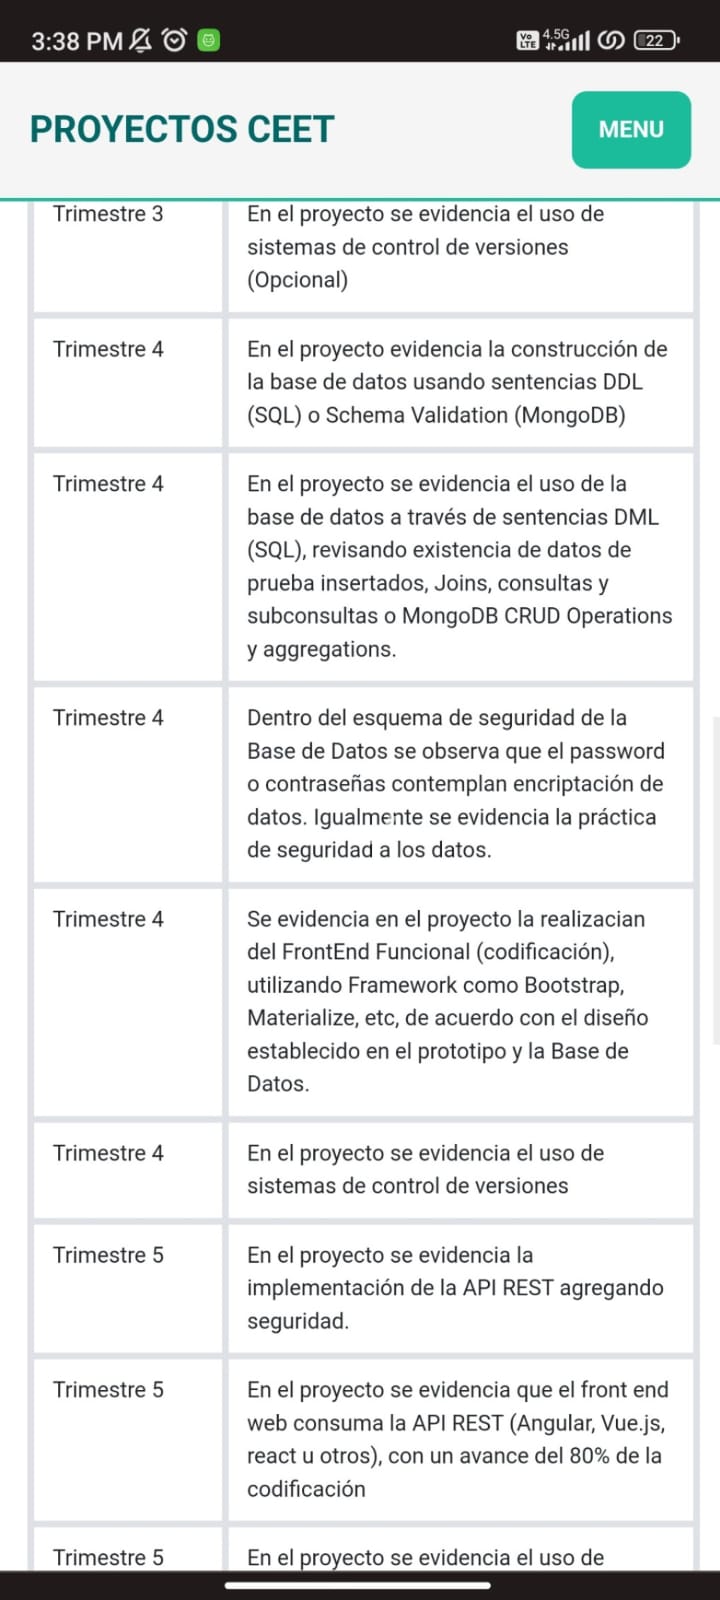 3:38 PM
Vo LTE 4.5G 22
PROYECTOS CEET
MENU
Trimestre 3
En el proyecto se evidencia el uso de
sistemas de control de versiones
(Opcional)
Trimestre 4
En el proyecto evidencia la construcción de
la base de datos usando sentencias DDL
(SQL) o Schema Validation (MongoDB)
Trimestre 4
En el proyecto se evidencia el uso de la
base de datos a través de sentencias DML
(SQL), revisando existencia de datos de
prueba insertados, Joins, consultas y
subconsultas o MongoDB CRUD Operations
y aggregations.
Trimestre 4
Dentro del esquema de seguridad de la
Base de Datos se observa que el password
o contraseñas contemplan encriptación de
datos. Igualmente se evidencia la práctica
de seguridad a los datos.
Trimestre 4
Se evidencia en el proyecto la realizacian
del FrontEnd Funcional (codificación),
utilizando Framework como Bootstrap,
Materialize, etc, de acuerdo con el diseño
establecido en el prototipo y la Base de
Datos.
Trimestre 4
En el proyecto se evidencia el uso de
sistemas de control de versiones
Trimestre 5
En el proyecto se evidencia la
implementación de la API REST agregando
seguridad.
Trimestre 5
En el proyecto se evidencia que el front end
web consuma la API REST (Angular, Vue.js,
react u otros), con un avance del 80% de la
codificación
Trimestre 5
En el proyecto se evidencia el uso de